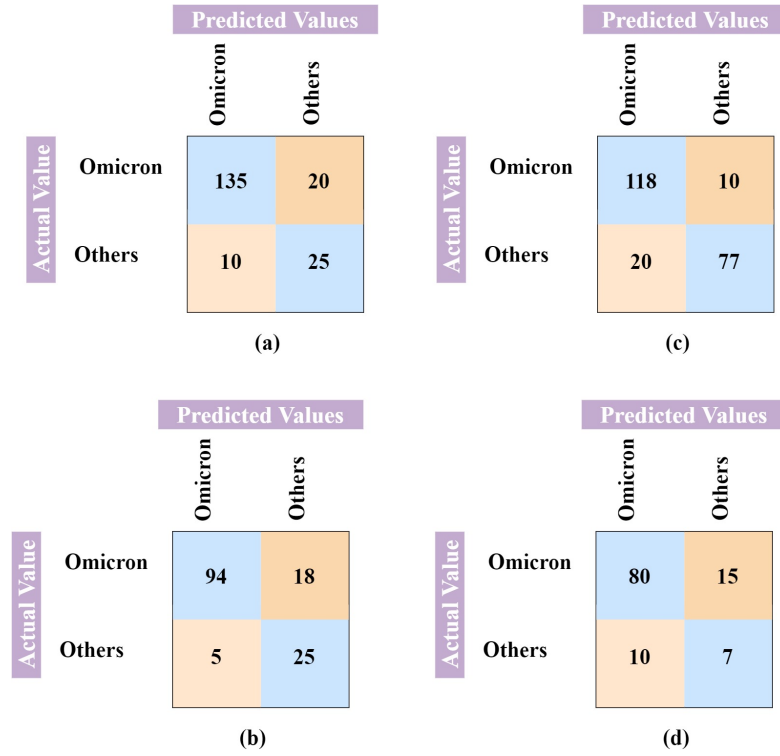 Predicted Values
Omicron
Others
Actual Value
Omicron
135
20
Others
10
25
(a)
Predicted Values
Omicron
Others
Actual Value
Omicron
118
10
Others
20
77
(c)
Predicted Values
Omicron
Others
Actual Value
Omicron
94
18
Others
5
25
(b)
Predicted Values
Omicron
Others
Actual Value
Omicron
80
15
Others
10
7
(d)